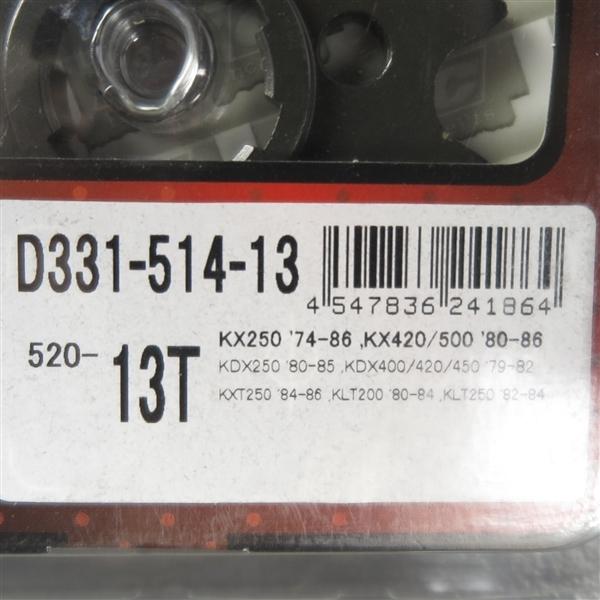 D331-514-13
4 547836 241864
520- 13T
KX250 '74-86 ,KX420/500 '80-86
KDX250 '80-85 ,KDX400/420/450 '79-82
KXT250 '84-86 ,KLT200 '80-84 ,KLT250 '82-84